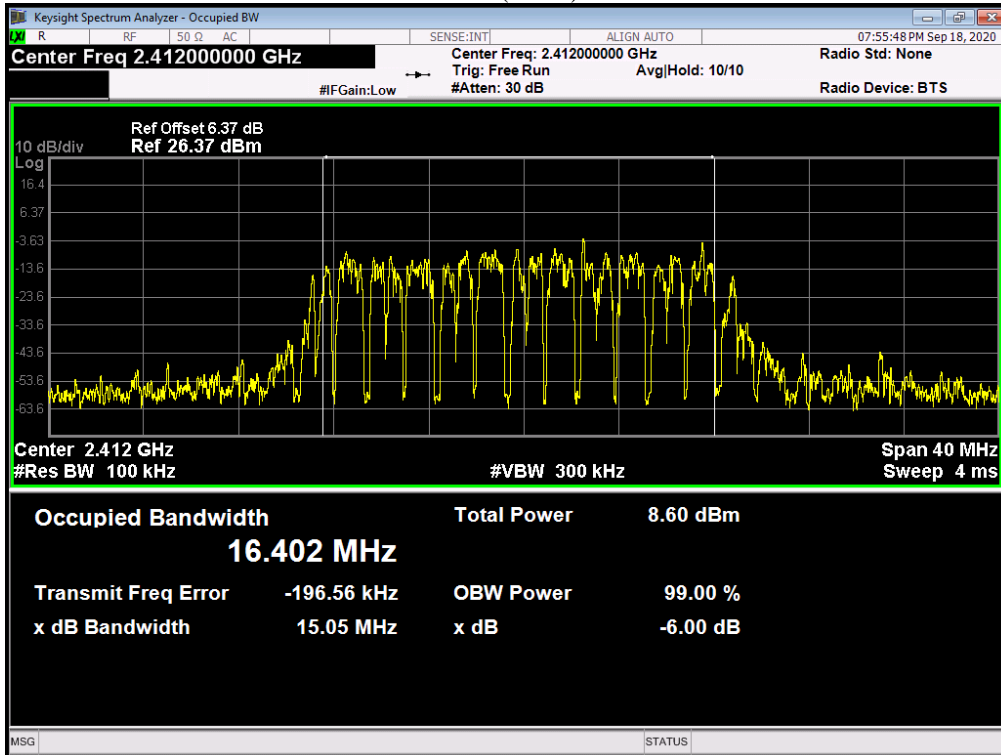 Keysight Spectrum Analyzer - Occupied BW
LXI R RF 50 Ω AC SENSE:INT ALIGN AUTO 07:55:48 PM Sep 18, 2020
Center Freq 2.412000000 GHz Center Freq: 2.412000000 GHz Radio Std: None
Trig: Free Run Avg|Hold: 10/10
#IFGain:Low #Atten: 30 dB Radio Device: BTS
Ref Offset 6.37 dB
10 dB/div Ref 26.37 dBm
Log
16.4
6.37
-3.63
-13.6
-23.6
-33.6
-43.6
-53.6
-63.6
Center 2.412 GHz Span 40 MHz
#Res BW 100 kHz #VBW 300 kHz Sweep 4 ms
Occupied Bandwidth Total Power 8.60 dBm
16.402 MHz
Transmit Freq Error -196.56 kHz OBW Power 99.00 %
x dB Bandwidth 15.05 MHz x dB -6.00 dB
MSG STATUS